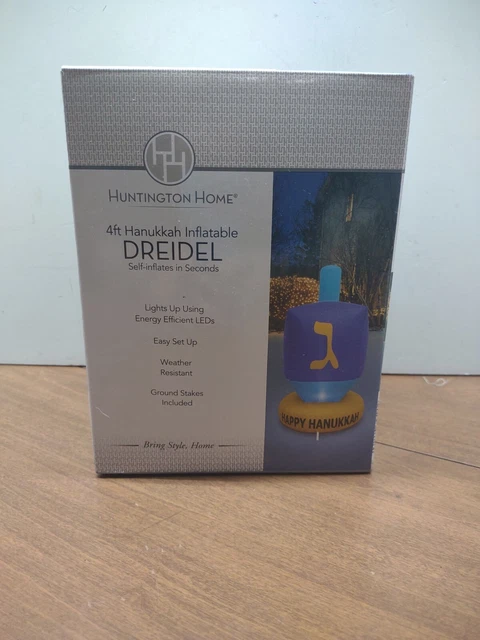 HUNTINGTON HOME®
4ft Hanukkah Inflatable
DREIDEL
Self-inflates in Seconds
Lights Up Using
Energy Efficient LEDs
Easy Set Up
Weather
Resistant
Ground Stakes
Included
Bring Style, Home
ג
HAPPY HANUKKAH